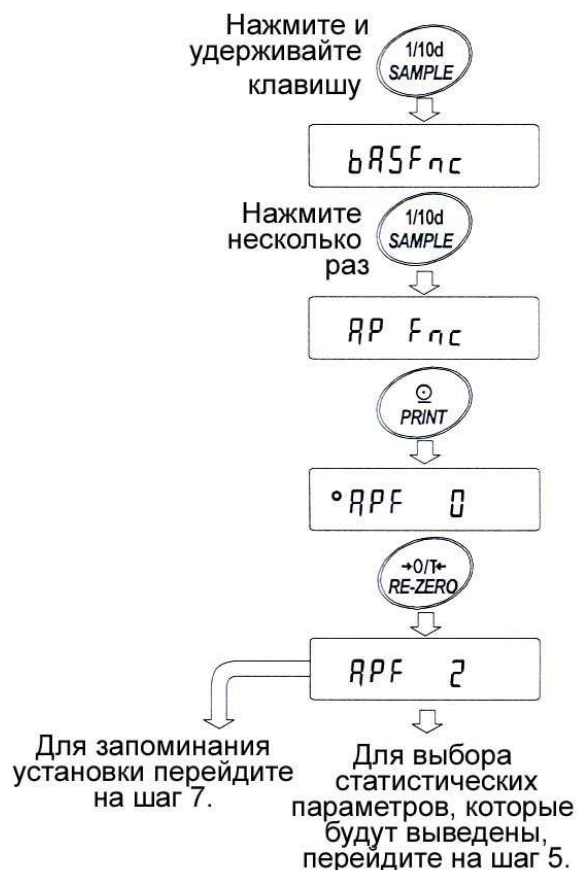 Нажмите и
удерживайте
клавишу
1/10d
SAMPLE
bASFnc
Нажмите
несколько
раз
1/10d
SAMPLE
AP Fnc
PRINT
APF 0
→0/T←
RE-ZERO
APF 2
Для запоминания
установки перейдите
на шаг 7.
Для выбора
статистических
параметров, которые
будут выведены,
перейдите на шаг 5.